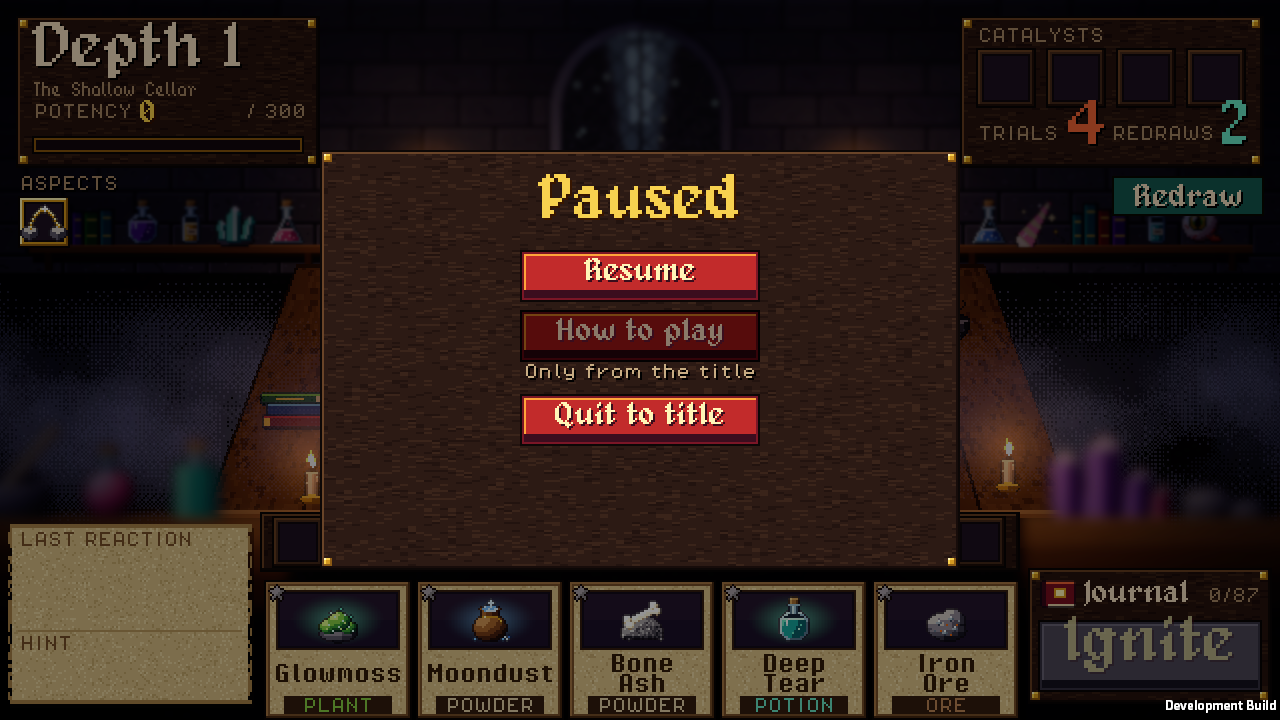 Depth 1
The Shallow Cellar
POTENCY 0 / 300
ASPECTS
CATALYSTS
TRIALS 4 REDRAWS 2
Redraw
Paused
Resume
How to play
Only from the title
Quit to title
LAST REACTION
HINT
Glowmoss
PLANT
Moondust
POWDER
Bone
Ash
POWDER
Deep
Tear
POTION
Iron
Ore
ORE
Journal 0/87
Ignite
Development Build